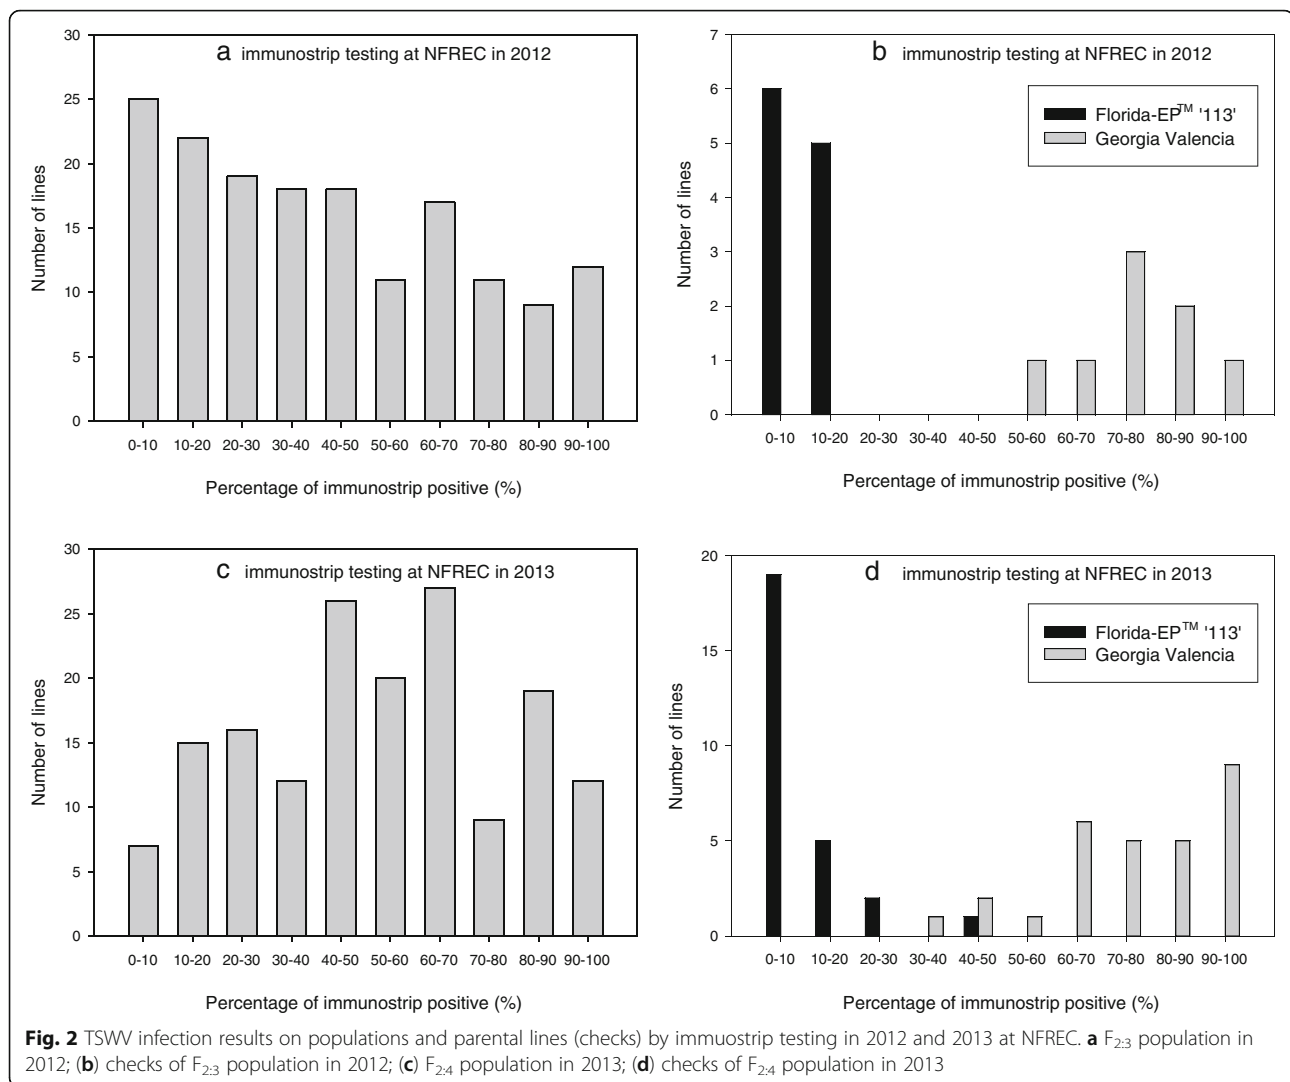 a immunostrip testing at NFREC in 2012
30
25
20
15
10
5
0
Number of lines
0-10 10-20 20-30 30-40 40-50 50-60 60-70 70-80 80-90 90-100
Percentage of immunostrip positive (%)
b immunostrip testing at NFREC in 2012
7
6
5
4
3
2
1
0
Number of lines
Florida-EP™ '113'
Georgia Valencia
0-10 10-20 20-30 30-40 40-50 50-60 60-70 70-80 80-90 90-100
Percentage of immunostrip positive (%)
c immunostrip testing at NFREC in 2013
30
25
20
15
10
5
0
Number of lines
0-10 10-20 20-30 30-40 40-50 50-60 60-70 70-80 80-90 90-100
Percentage of immunostrip positive (%)
d immunostrip testing at NFREC in 2013
20
15
10
5
0
Number of lines
Florida-EP™ '113'
Georgia Valencia
0-10 10-20 20-30 30-40 40-50 50-60 60-70 70-80 80-90 90-100
Percentage of immunostrip positive (%)
Fig. 2 TSWV infection results on populations and parental lines (checks) by immuostrip testing in 2012 and 2013 at NFREC. a F2:3 population in
2012; (b) checks of F2:3 population in 2012; (c) F2:4 population in 2013; (d) checks of F2:4 population in 2013